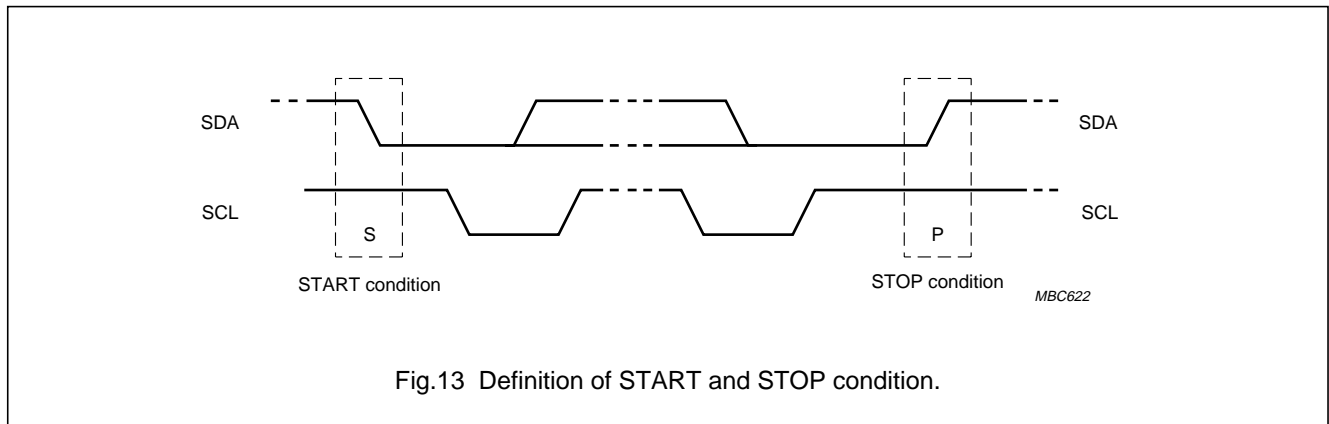 SDA SDA
SCL SCL
S P
START condition STOP condition
MBC622
Fig.13 Definition of START and STOP condition.